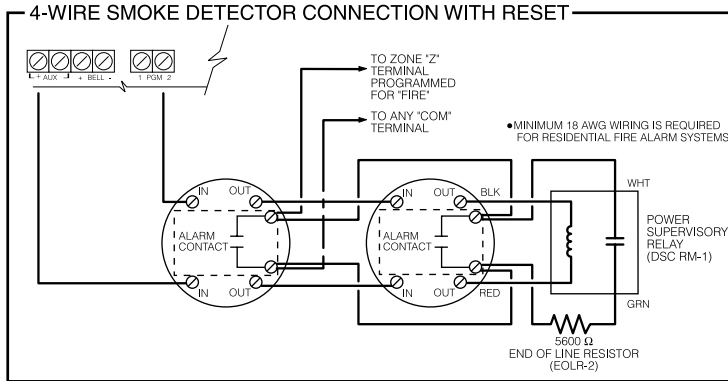 4-WIRE SMOKE DETECTOR CONNECTION WITH RESET
+ AUX - + BELL - 1 PGM 2
TO ZONE "Z"
TERMINAL
PROGRAMMED
FOR "FIRE"
TO ANY "COM"
TERMINAL
●MINIMUM 18 AWG WIRING IS REQUIRED
FOR RESIDENTIAL FIRE ALARM SYSTEMS
IN OUT IN OUT BLK WHT
ALARM
CONTACT
ALARM
CONTACT
POWER
SUPERVISORY
RELAY
(DSC RM-1)
IN OUT IN OUT RED GRN
5600 Ω
END OF LINE RESISTOR
(EOLR-2)